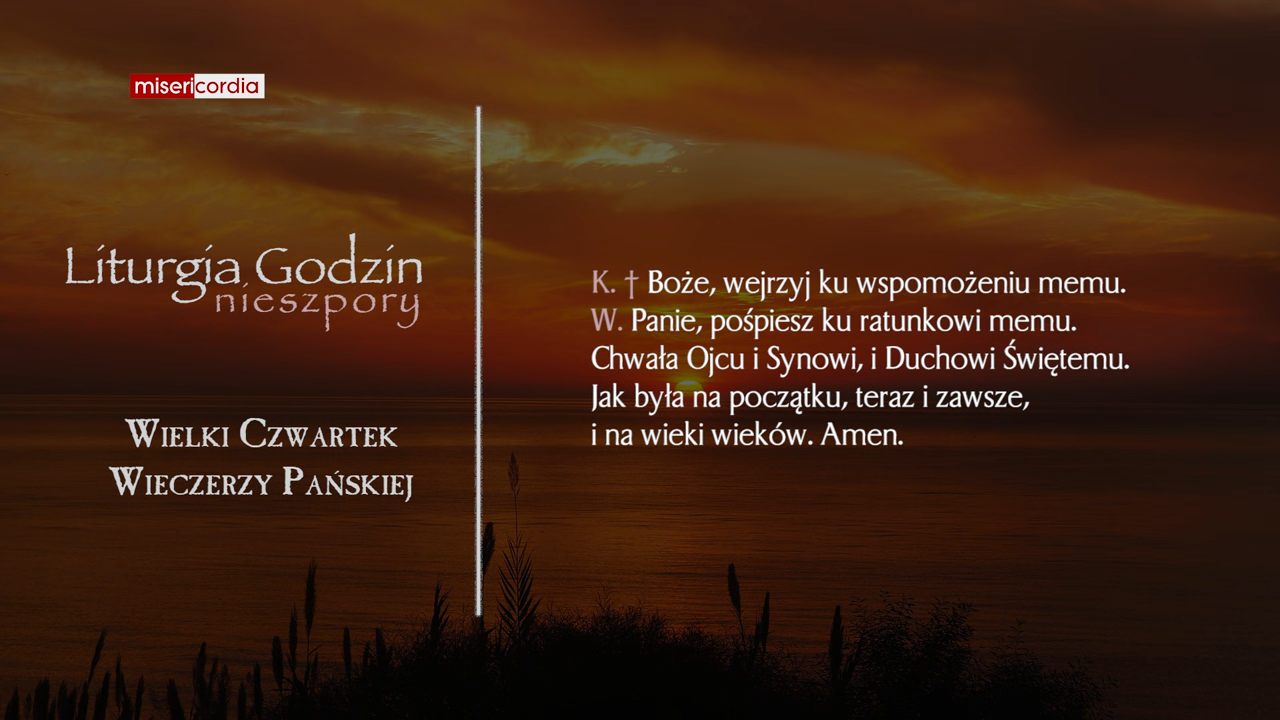 misericordia
Liturgia Godzin
nieszpory
Wielki Czwartek
Wieczerzy Pańskiej
K. † Boże, wejrzyj ku wspomożeniu memu.
W. Panie, pośpiesz ku ratunkowi memu.
Chwała Ojcu i Synowi, i Duchowi Świętemu.
Jak była na początku, teraz i zawsze,
i na wieki wieków. Amen.